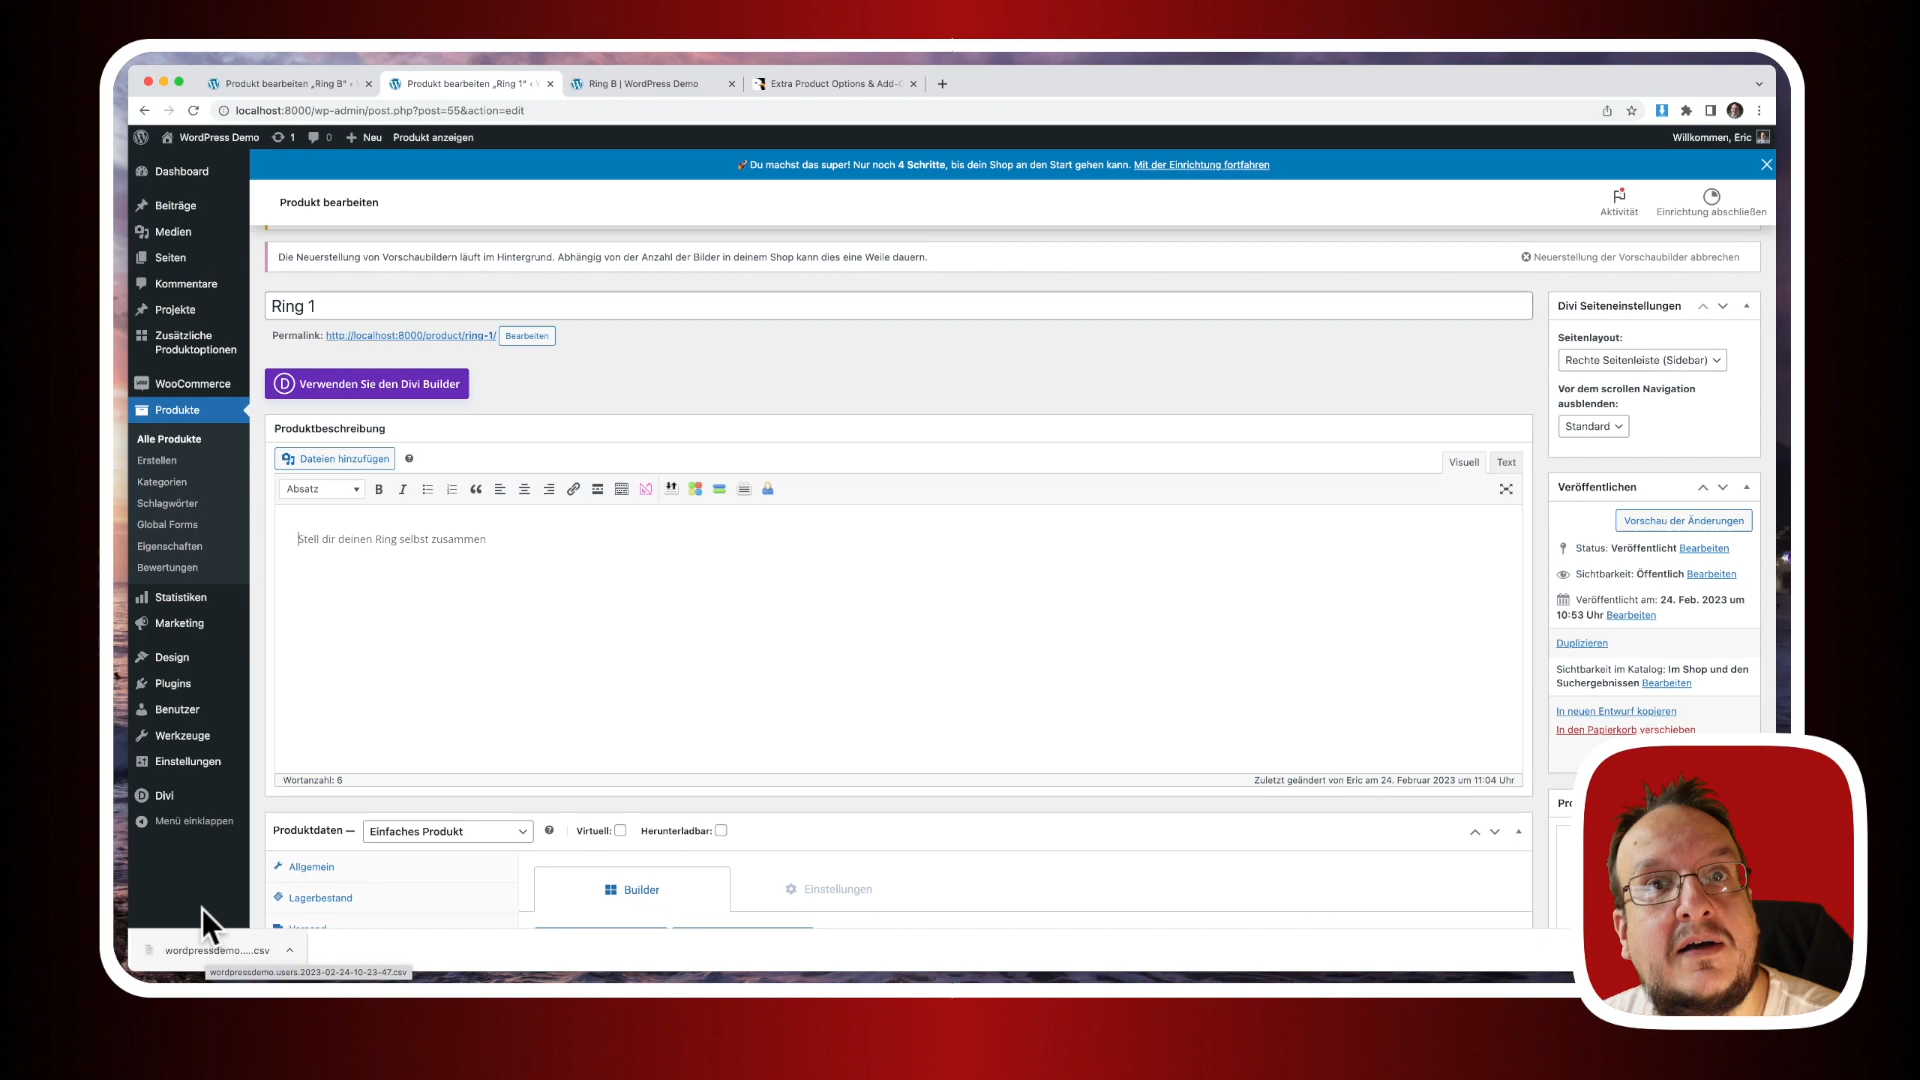 Produkt bearbeiten „Ring B“ ‹
Produkt bearbeiten „Ring 1“ ‹
Ring B | WordPress Demo
Extra Product Options & Add-
localhost:8000/wp-admin/post.php?post=55&action=edit
WordPress Demo
1
0
Neu
Produkt anzeigen
Willkommen, Eric
Dashboard
Beiträge
Medien
Seiten
Kommentare
Projekte
Zusätzliche
Produktoptionen
WooCommerce
Produkte
Alle Produkte
Erstellen
Kategorien
Schlagwörter
Global Forms
Eigenschaften
Bewertungen
Statistiken
Marketing
Design
Plugins
Benutzer
Werkzeuge
Einstellungen
Divi
Menü einklappen
Du machst das super! Nur noch 4 Schritte, bis dein Shop an den Start gehen kann. Mit der Einrichtung fortfahren
Produkt bearbeiten
Aktivität
Einrichtung abschließen
Die Neuerstellung von Vorschaubildern läuft im Hintergrund. Abhängig von der Anzahl der Bilder in deinem Shop kann dies eine Weile dauern.
Neuerstellung der Vorschaubilder abbrechen
Ring 1
Permalink: http://localhost:8000/product/ring-1/ Bearbeiten
Verwenden Sie den Divi Builder
Produktbeschreibung
Dateien hinzufügen
Visuell
Text
Absatz
Stell dir deinen Ring selbst zusammen
Wortanzahl: 6
Zuletzt geändert von Eric am 24. Februar 2023 um 11:04 Uhr
Produktdaten —
Einfaches Produkt
Virtuell:
Herunterladbar:
Allgemein
Lagerbestand
Versand
Builder
Einstellungen
Divi Seiteneinstellungen
Seitenlayout:
Rechte Seitenleiste (Sidebar)
Vor dem scrollen Navigation
ausblenden:
Standard
Veröffentlichen
Vorschau der Änderungen
Status: Veröffentlicht Bearbeiten
Sichtbarkeit: Öffentlich Bearbeiten
Veröffentlicht am: 24. Feb. 2023 um
10:53 Uhr Bearbeiten
Duplizieren
Sichtbarkeit im Katalog: Im Shop und den
Suchergebnissen Bearbeiten
In neuen Entwurf kopieren
In den Papierkorb verschieben
wordpressdemo.....csv
wordpressdemo.users.2023-02-24-10-23-47.csv